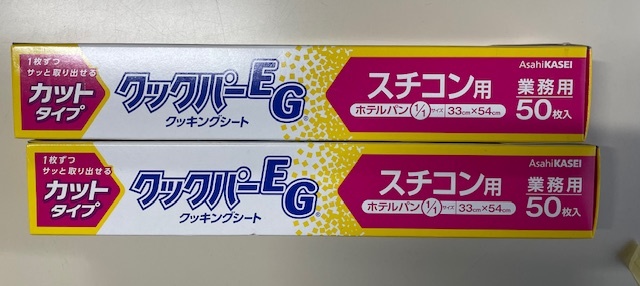 1枚ずつ
サッと取り出せる
カット
タイプ
クックパーEG
クッキングシート
スチコン用
ホテルパン 1/1 サイズ 33cm×54cm
AsahiKASEI
業務用
50枚入
1枚ずつ
サッと取り出せる
カット
タイプ
クックパーEG
クッキングシート
スチコン用
ホテルパン 1/1 サイズ 33cm×54cm
AsahiKASEI
業務用
50枚入